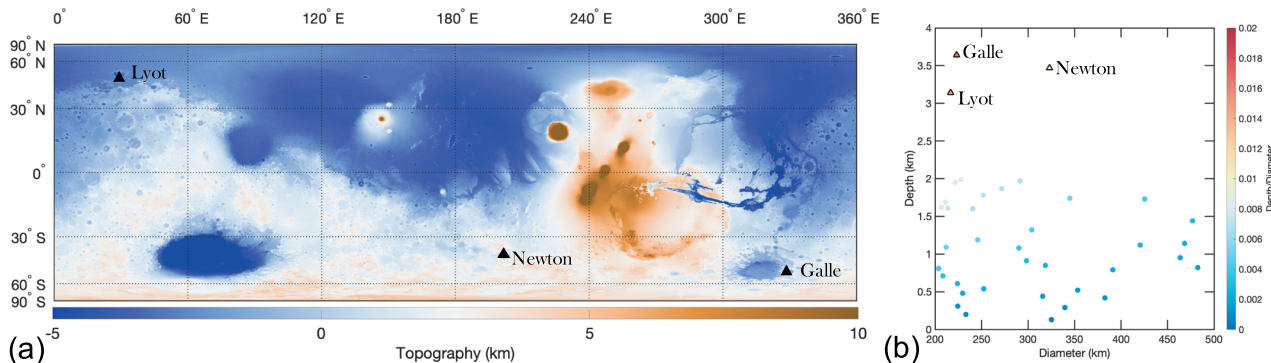 0° 60° E 120° E 180° E 240° E 300° E 360° E
90° N
60° N
30° N
0°
30° S
60° S
90° S
Lyot
Newton
Galle
-5 0 5 10
Topography (km)
(a)
4
3.5
3
2.5
2
1.5
1
0.5
0
Depth (km)
Galle
Newton
Lyot
200 250 300 350 400 450 500
Diameter (km)
0.02
0.018
0.016
0.014
0.012
0.01
0.008
0.006
0.004
0.002
0
Depth/Diameter
(b)